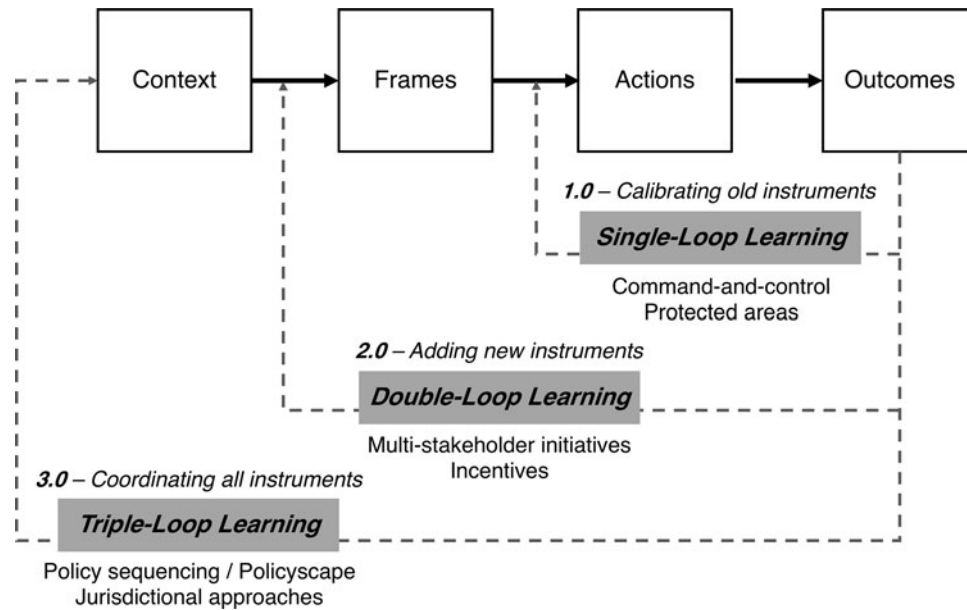 Context
Frames
Actions
Outcomes
1.0 – Calibrating old instruments
Single-Loop Learning
Command-and-control
Protected areas
2.0 – Adding new instruments
Double-Loop Learning
Multi-stakeholder initiatives
Incentives
3.0 – Coordinating all instruments
Triple-Loop Learning
Policy sequencing / Policyscape
Jurisdictional approaches